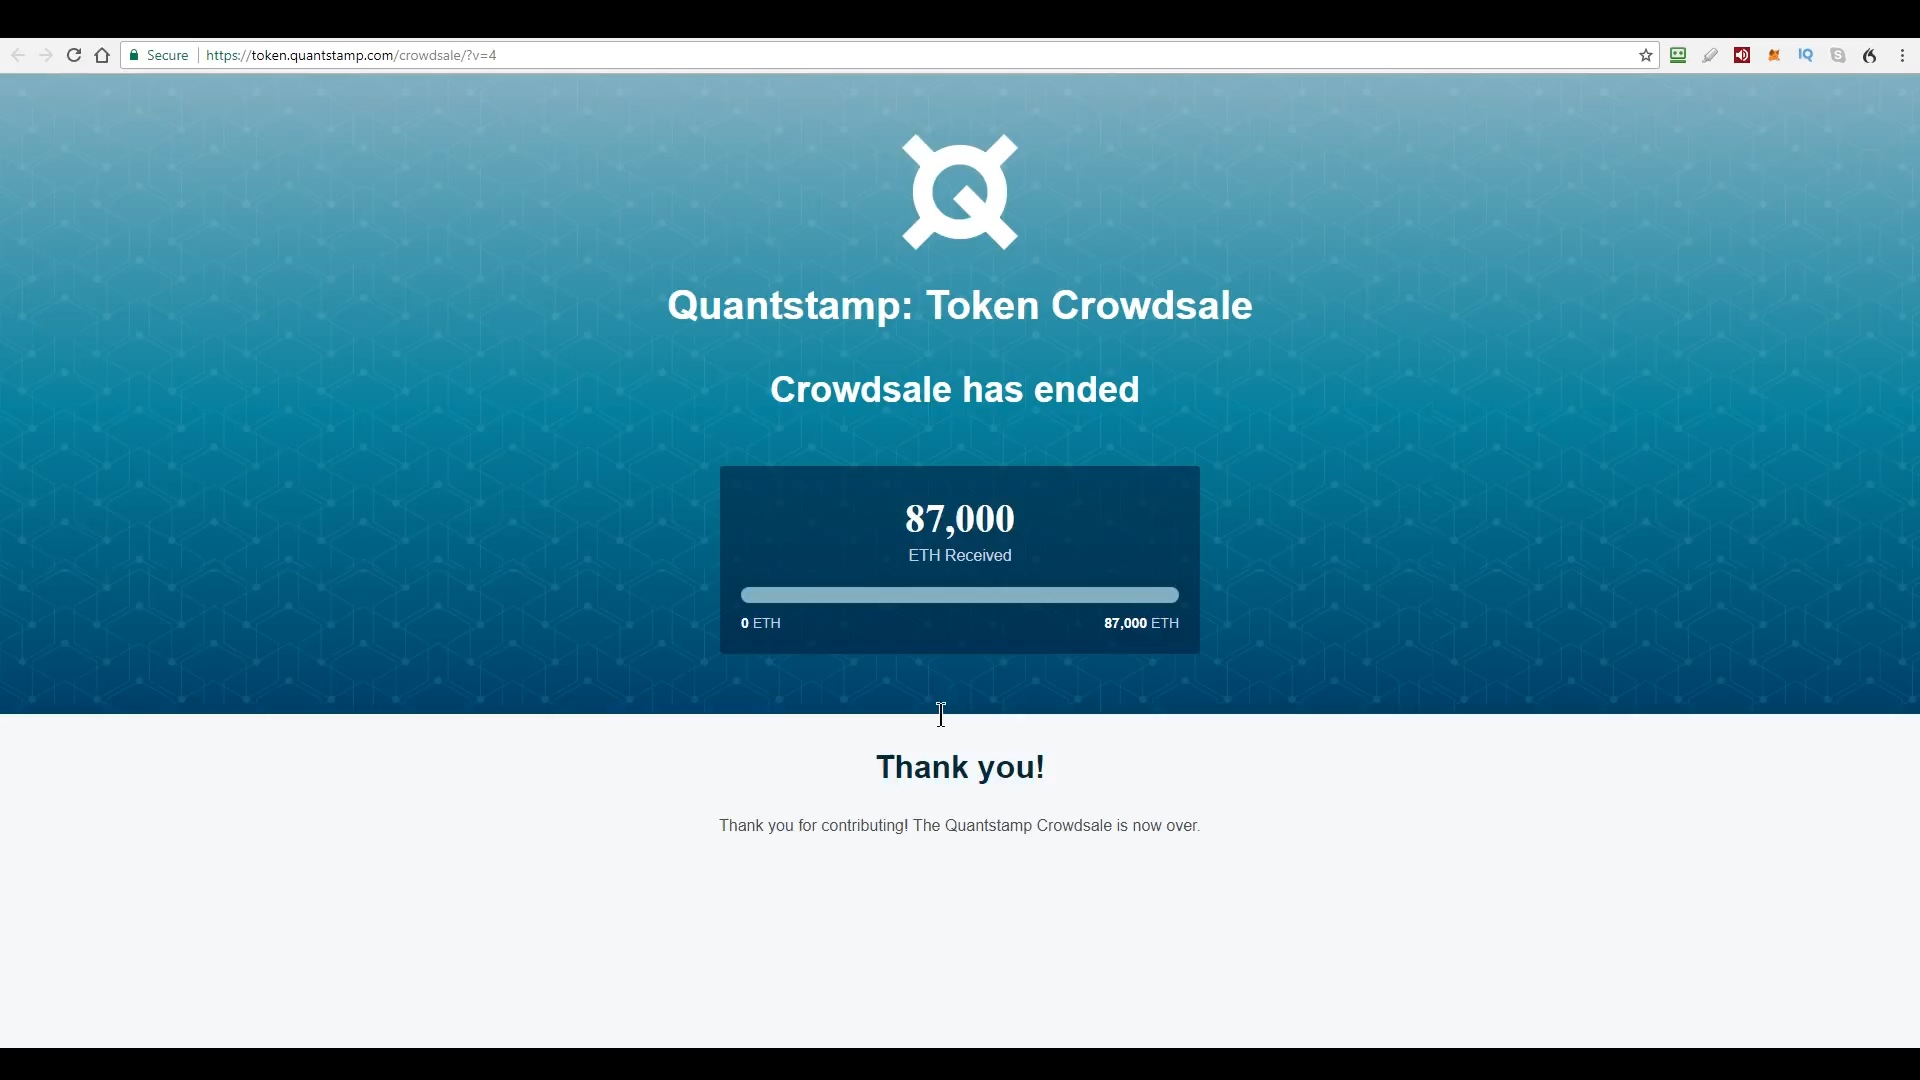 Secure https://token.quantstamp.com/crowdsale/?v=4
IQ
S
Quantstamp: Token Crowdsale
Crowdsale has ended
87,000
ETH Received
0 ETH 87,000 ETH
Thank you!
Thank you for contributing! The Quantstamp Crowdsale is now over.